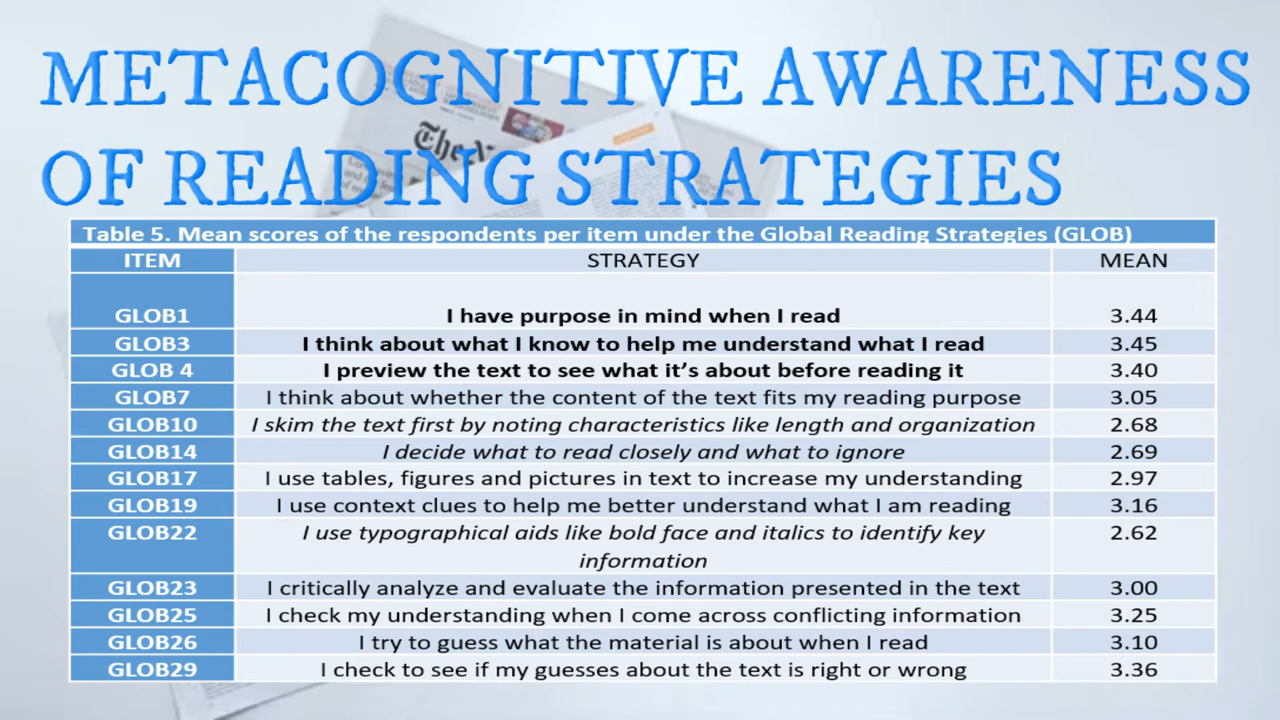 METACOGNITIVE AWARENESS
OF READING STRATEGIES
Table 5. Mean scores of the respondents per item under the Global Reading Strategies (GLOB)
ITEM STRATEGY MEAN
GLOB1 I have purpose in mind when I read 3.44
GLOB3 I think about what I know to help me understand what I read 3.45
GLOB 4 I preview the text to see what it’s about before reading it 3.40
GLOB7 I think about whether the content of the text fits my reading purpose 3.05
GLOB10 I skim the text first by noting characteristics like length and organization 2.68
GLOB14 I decide what to read closely and what to ignore 2.69
GLOB17 I use tables, figures and pictures in text to increase my understanding 2.97
GLOB19 I use context clues to help me better understand what I am reading 3.16
GLOB22 I use typographical aids like bold face and italics to identify key 2.62
information
GLOB23 I critically analyze and evaluate the information presented in the text 3.00
GLOB25 I check my understanding when I come across conflicting information 3.25
GLOB26 I try to guess what the material is about when I read 3.10
GLOB29 I check to see if my guesses about the text is right or wrong 3.36